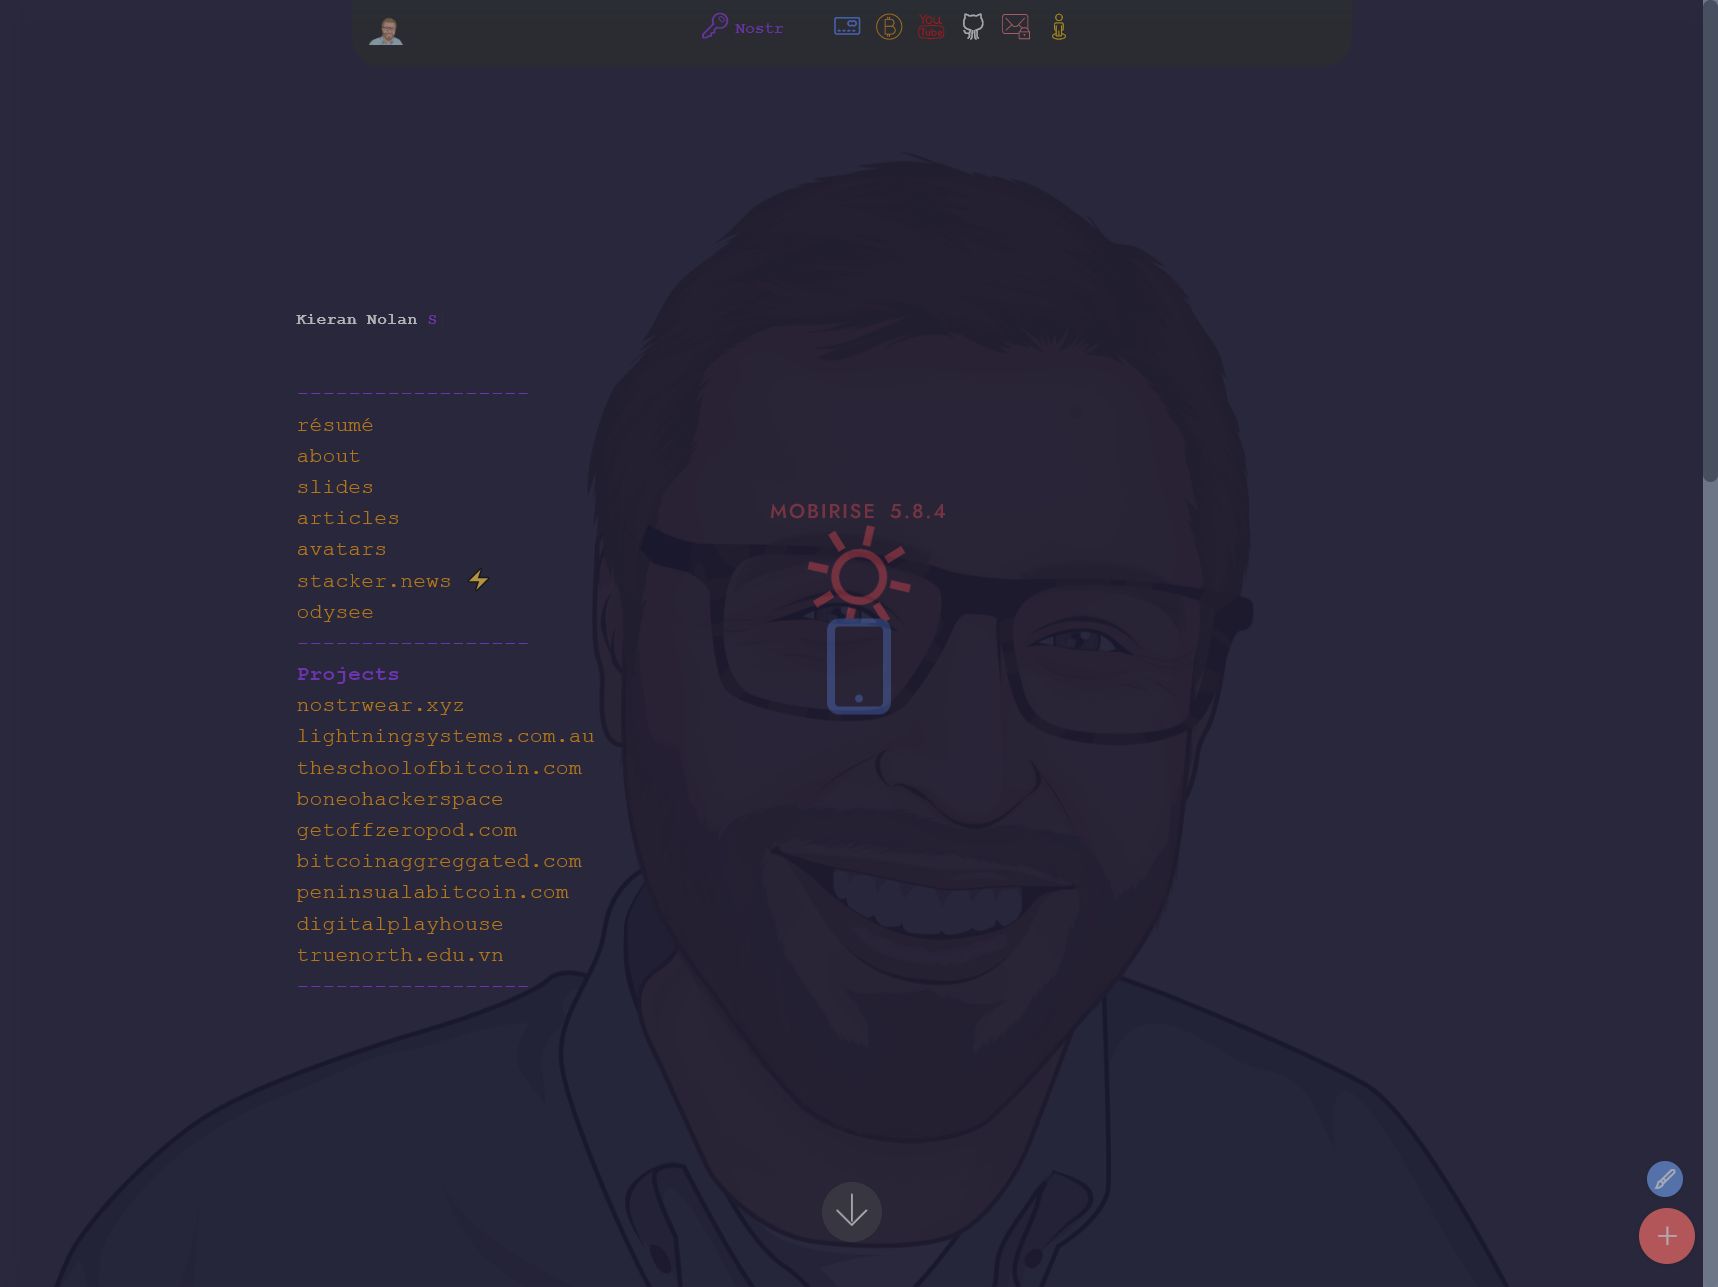 Nostr
You
Tube
Kieran Nolan S
------------------
résumé
about
slides
articles
avatars
stacker.news ⚡
odysee
------------------
Projects
nostrwear.xyz
lightningsystems.com.au
theschoolofbitcoin.com
boneohackerspace
getoffzeropod.com
bitcoinaggreggated.com
peninsualabitcoin.com
digitalplayhouse
truenorth.edu.vn
------------------
MOBIRISE 5.8.4